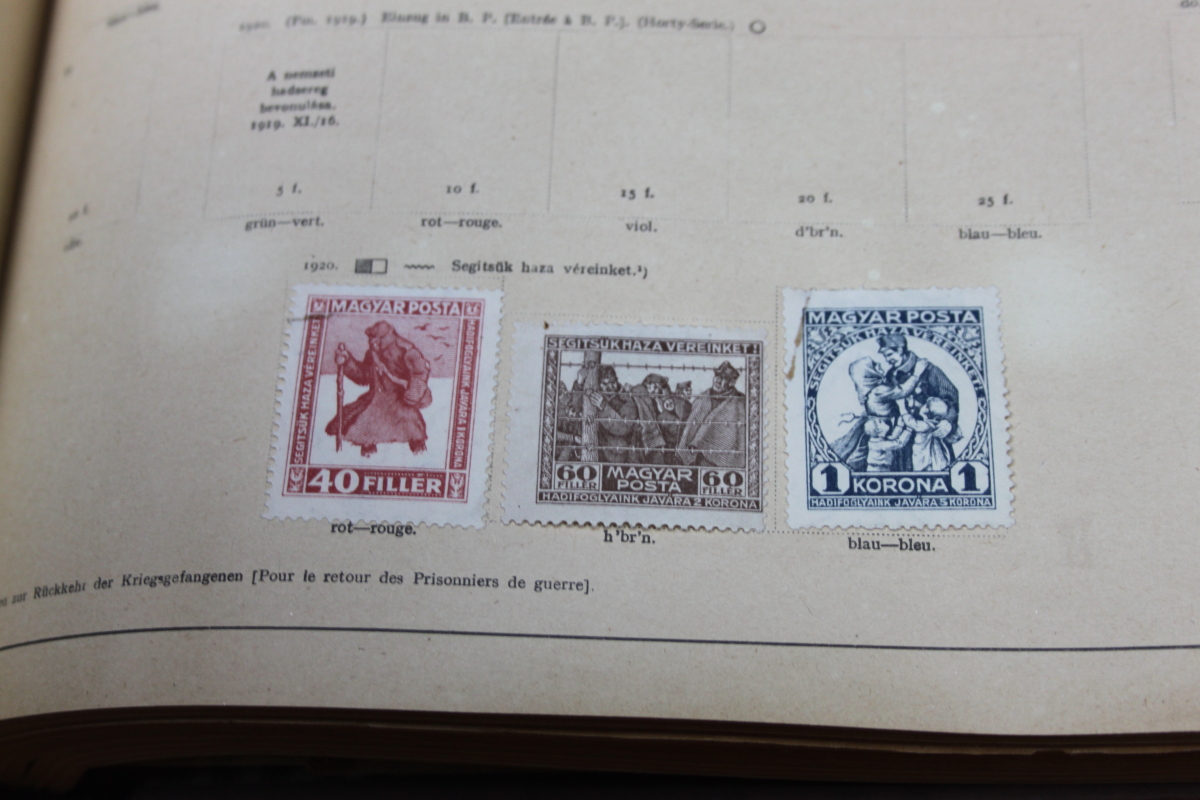 1920. (Fm. 1919.) Einzug in B. P. [Entrée à B. P.]. (Horty-Serie.)
A nemzeti
hadsereg
bevonulása.
1919. XI./16.
5 f.
10 f.
15 f.
20 f.
25 f.
grün—vert.
rot—rouge.
viol.
d'br'n.
blau—bleu.
1920. Segitsük haza véreinket.¹)
MAGYAR POSTA
SEGITSÜK HAZA VÉREINKET
HADIFOGLYAINK JAVÁRA 1 KORONA
40 FILLÉR
SEGITSÜK HAZA VÉREINKET!
60 FILLÉR
MAGYAR POSTA
60 FILLÉR
HADIFOGLYAINK JAVÁRA 2 KORONA
MAGYAR POSTA
SEGITSÜK HAZA VÉREINKET!
1 KORONA 1
HADIFOGLYAINK JAVÁRA 5 KORONA
rot—rouge.
h'br'n.
blau—bleu.
zur Rückkehr der Kriegsgefangenen [Pour le retour des Prisonniers de guerre].